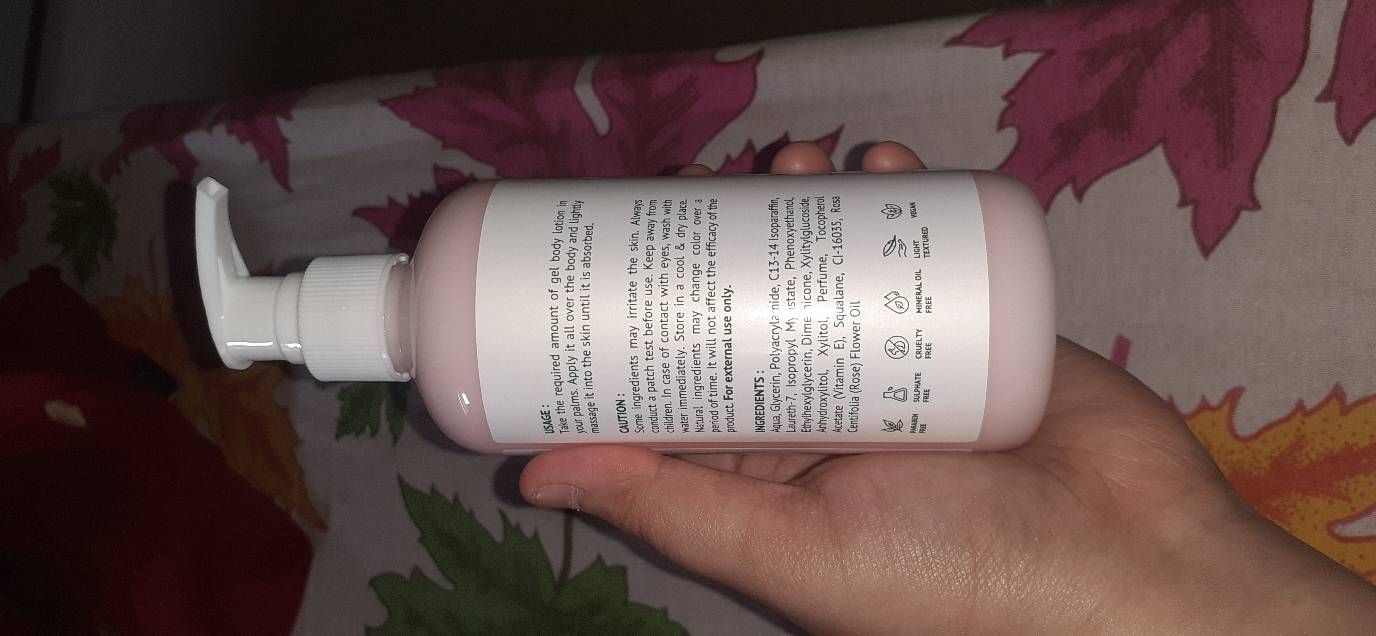 USAGE :
Take the required amount of gel body lotion in
your palms. Apply it all over the body and lightly
massage it into the skin until it is absorbed.
CAUTION :
Some ingredients may irritate the skin. Always
conduct a patch test before use. Keep away from
children. In case of contact with eyes, wash with
water immediately. Store in a cool & dry place.
Natural ingredients may change color over a
period of time. It will not affect the efficacy of the
product. For external use only.
INGREDIENTS :
Aqua, Glycerin, C13-14 Isoparaffin,
Laureth-7, Isopropyl Phenoxyethanol,
Ethylhexylglycerin, Xylitylglucoside,
Anhydroxylitol, Xylitol, Perfume, Tocopherol
Acetate (Vitamin E), Squalane, CI-16035, Rosa
Centifolia (Rose) Flower Oil
PARABEN
FREE
SULPHATE
FREE
CRUELTY
FREE
MINERAL OIL
FREE
LIGHT
TEXTURED
VEGAN